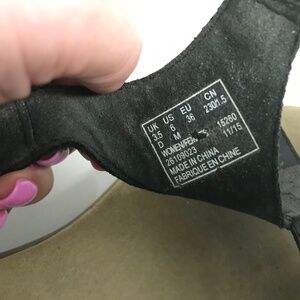 UK US EU CN
3.5 6 36 230/1.5
D M
WOMEN/FEM 15260
26109023 11/15
MADE IN CHINA
FABRIQUE EN CHINE